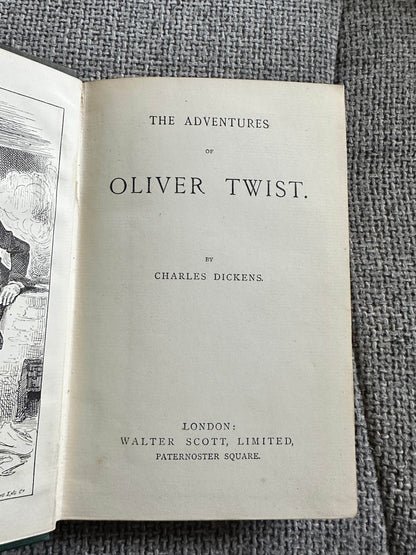 THE ADVENTURES
OF
OLIVER TWIST.
BY
CHARLES DICKENS.
LONDON:
WALTER SCOTT, LIMITED,
PATERNOSTER SQUARE.